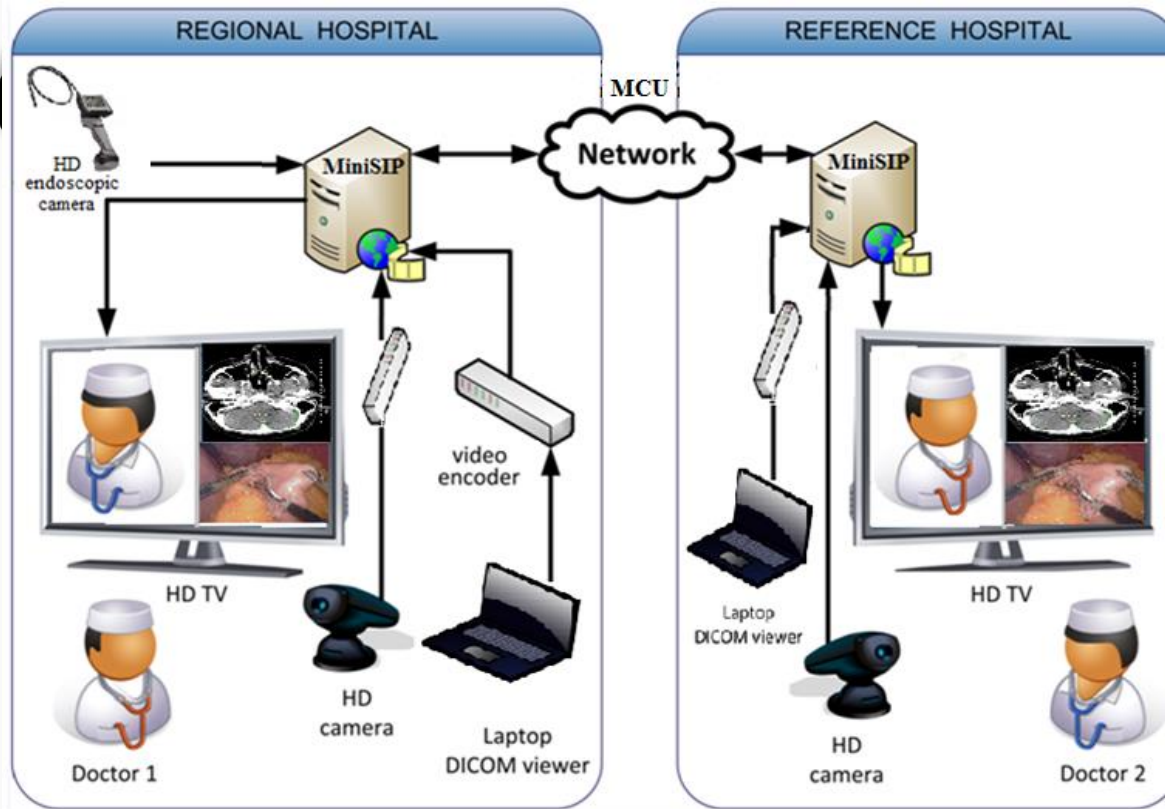 REGIONAL HOSPITAL
REFERENCE HOSPITAL
MCU
Network
MiniSIP
MiniSIP
HD
endoscopic
camera
video
encoder
HD TV
HD
camera
Laptop
DICOM viewer
Doctor 1
Laptop
DICOM viewer
HD TV
HD
camera
Doctor 2